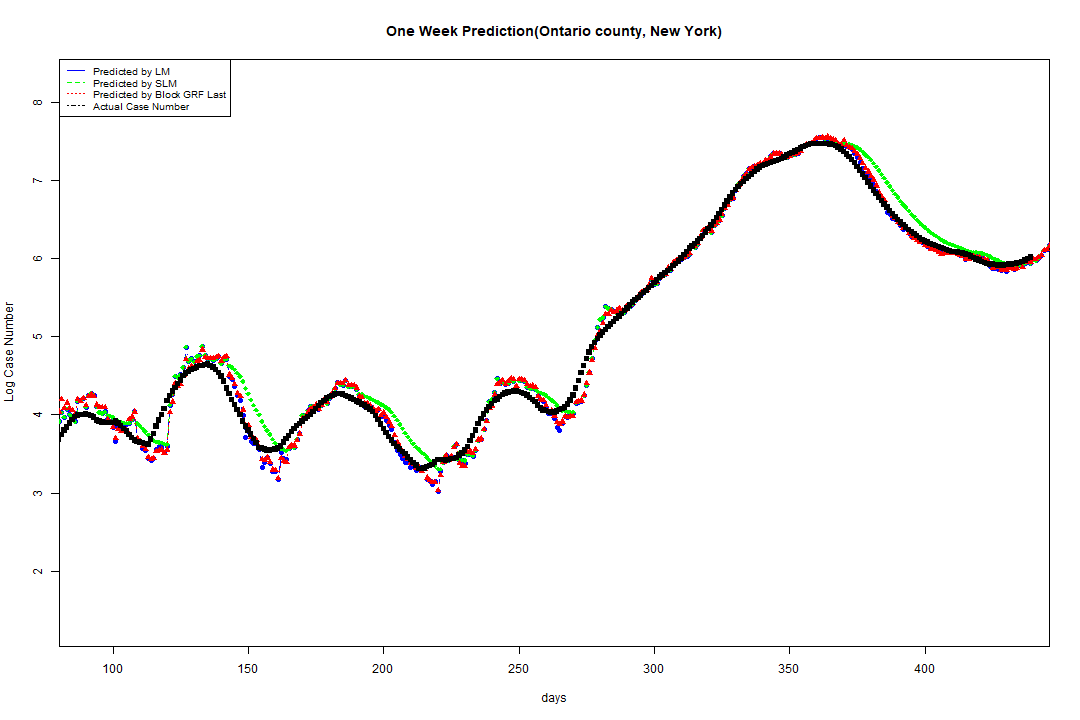 One Week Prediction(Ontario county, New York)
Predicted by LM
Predicted by SLM
Predicted by Block GRF Last
Actual Case Number
8
7
6
5
4
3
2
Log Case Number
100 150 200 250 300 350 400
days